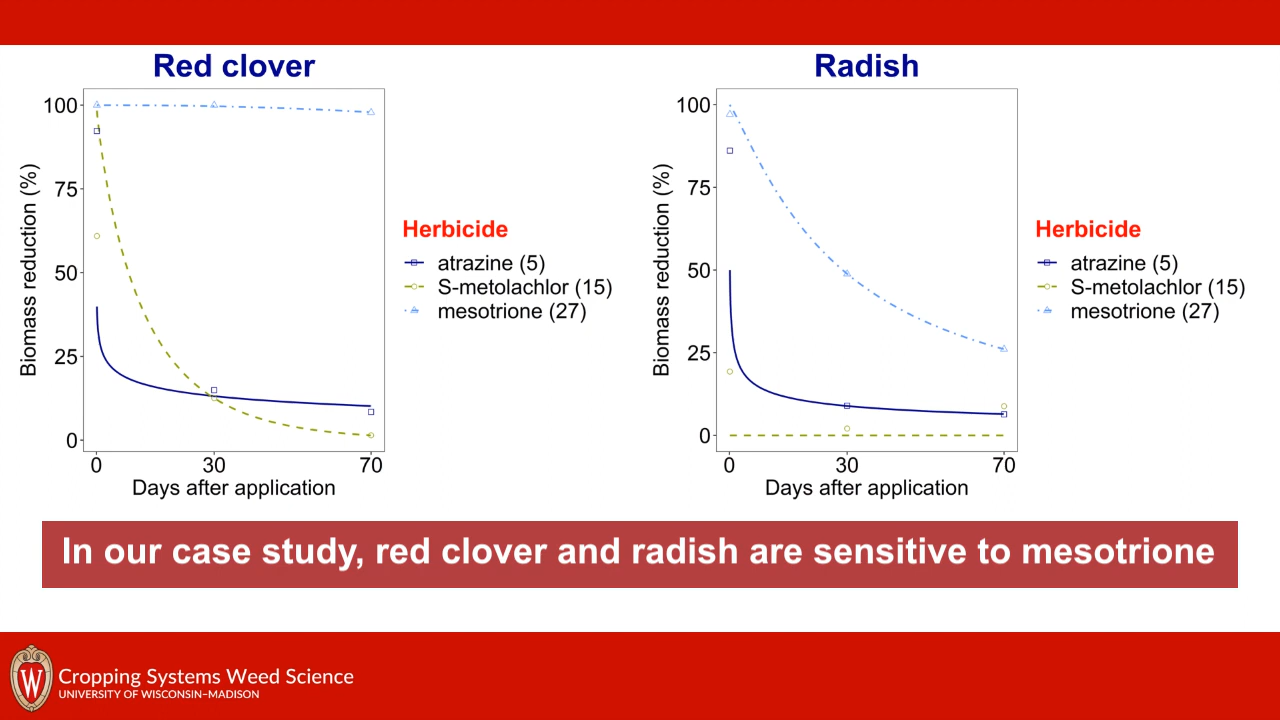 Red clover
Biomass reduction (%)
100
75
50
25
0
0 30 70
Days after application
Herbicide
atrazine (5)
S-metolachlor (15)
mesotrione (27)
Radish
Biomass reduction (%)
100
75
50
25
0
0 30 70
Days after application
Herbicide
atrazine (5)
S-metolachlor (15)
mesotrione (27)
In our case study, red clover and radish are sensitive to mesotrione
W
Cropping Systems Weed Science
UNIVERSITY OF WISCONSIN–MADISON